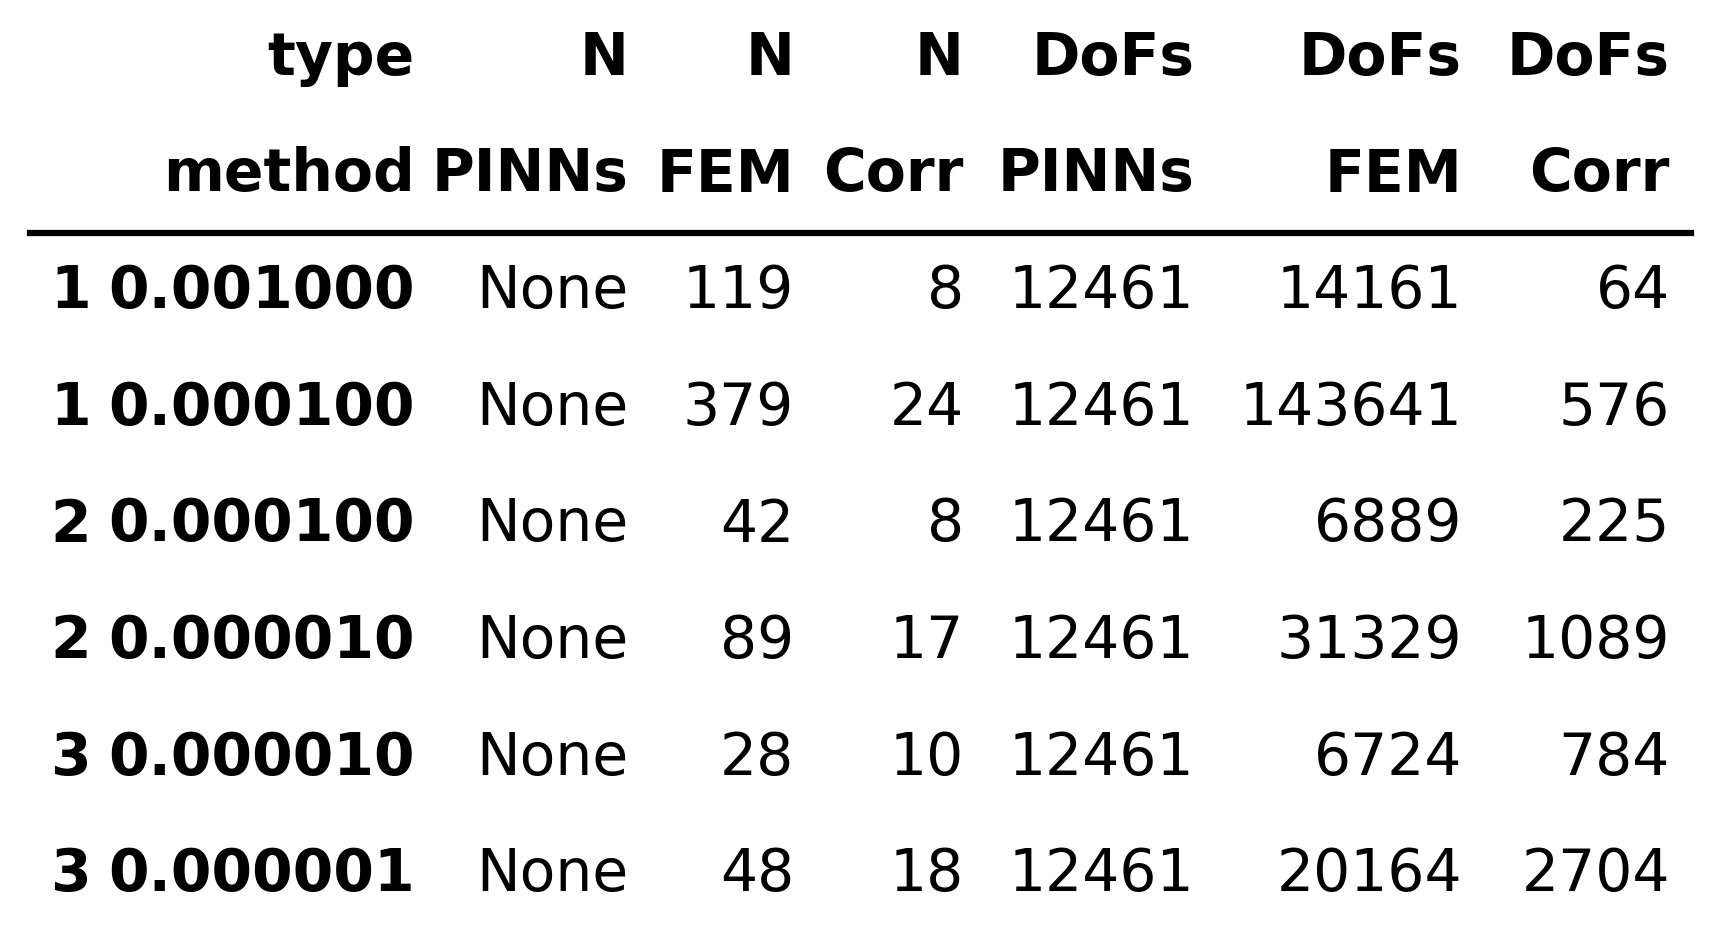 type N N N DoFs DoFs DoFs
method PINNs FEM Corr PINNs FEM Corr
1 0.001000 None 119 8 12461 14161 64
1 0.000100 None 379 24 12461 143641 576
2 0.000100 None 42 8 12461 6889 225
2 0.000010 None 89 17 12461 31329 1089
3 0.000010 None 28 10 12461 6724 784
3 0.000001 None 48 18 12461 20164 2704